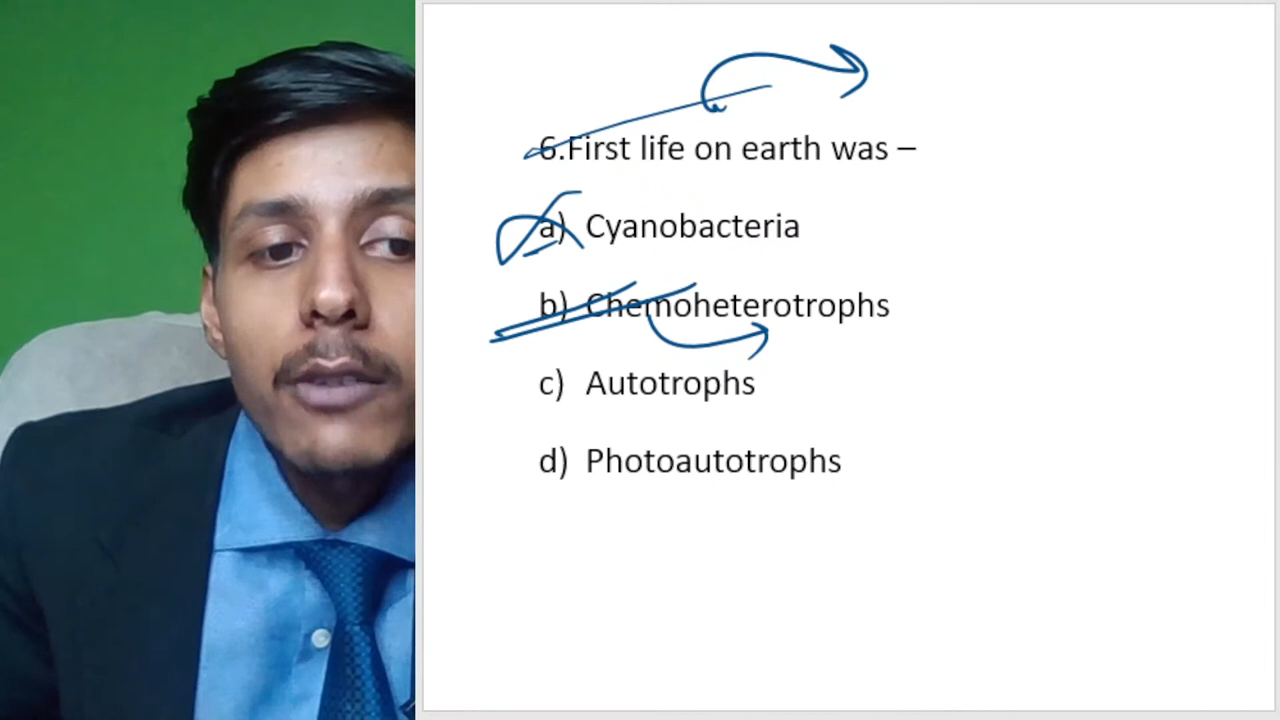 6.First life on earth was –
a) Cyanobacteria
b) Chemoheterotrophs
c) Autotrophs
d) Photoautotrophs